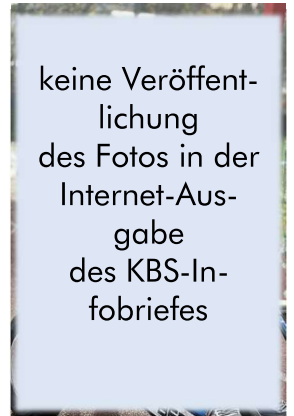 keine Veröffent-
lichung
des Fotos in der
Internet-Aus-
gabe
des KBS-In-
fobriefes